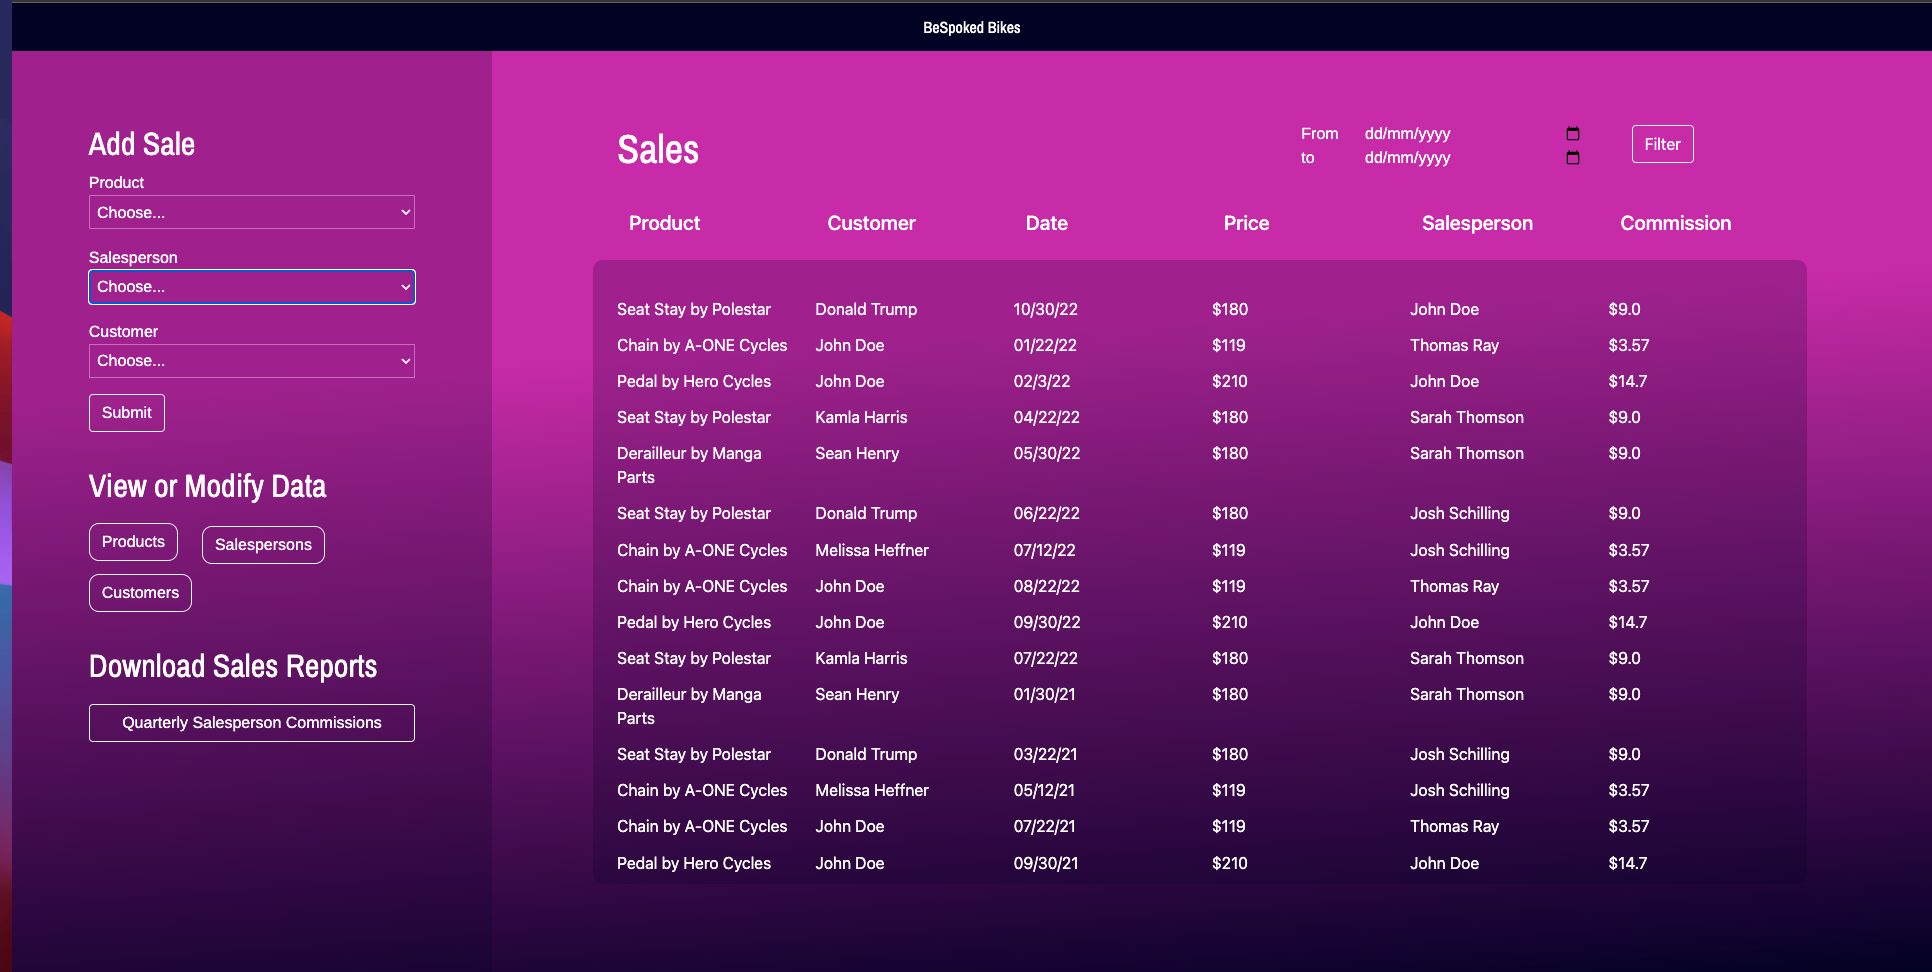 BeSpoked Bikes
Add Sale
Product
Choose...
Salesperson
Choose...
Customer
Choose...
Submit
View or Modify Data
Products Salespersons
Customers
Download Sales Reports
Quarterly Salesperson Commissions
Sales
From dd/mm/yyyy
to dd/mm/yyyy
Filter
Product Customer Date Price Salesperson Commission
Seat Stay by Polestar Donald Trump 10/30/22 $180 John Doe $9.0
Chain by A-ONE Cycles John Doe 01/22/22 $119 Thomas Ray $3.57
Pedal by Hero Cycles John Doe 02/3/22 $210 John Doe $14.7
Seat Stay by Polestar Kamla Harris 04/22/22 $180 Sarah Thomson $9.0
Derailleur by Manga Sean Henry 05/30/22 $180 Sarah Thomson $9.0
Parts
Seat Stay by Polestar Donald Trump 06/22/22 $180 Josh Schilling $9.0
Chain by A-ONE Cycles Melissa Heffner 07/12/22 $119 Josh Schilling $3.57
Chain by A-ONE Cycles John Doe 08/22/22 $119 Thomas Ray $3.57
Pedal by Hero Cycles John Doe 09/30/22 $210 John Doe $14.7
Seat Stay by Polestar Kamla Harris 07/22/22 $180 Sarah Thomson $9.0
Derailleur by Manga Sean Henry 01/30/21 $180 Sarah Thomson $9.0
Parts
Seat Stay by Polestar Donald Trump 03/22/21 $180 Josh Schilling $9.0
Chain by A-ONE Cycles Melissa Heffner 05/12/21 $119 Josh Schilling $3.57
Chain by A-ONE Cycles John Doe 07/22/21 $119 Thomas Ray $3.57
Pedal by Hero Cycles John Doe 09/30/21 $210 John Doe $14.7